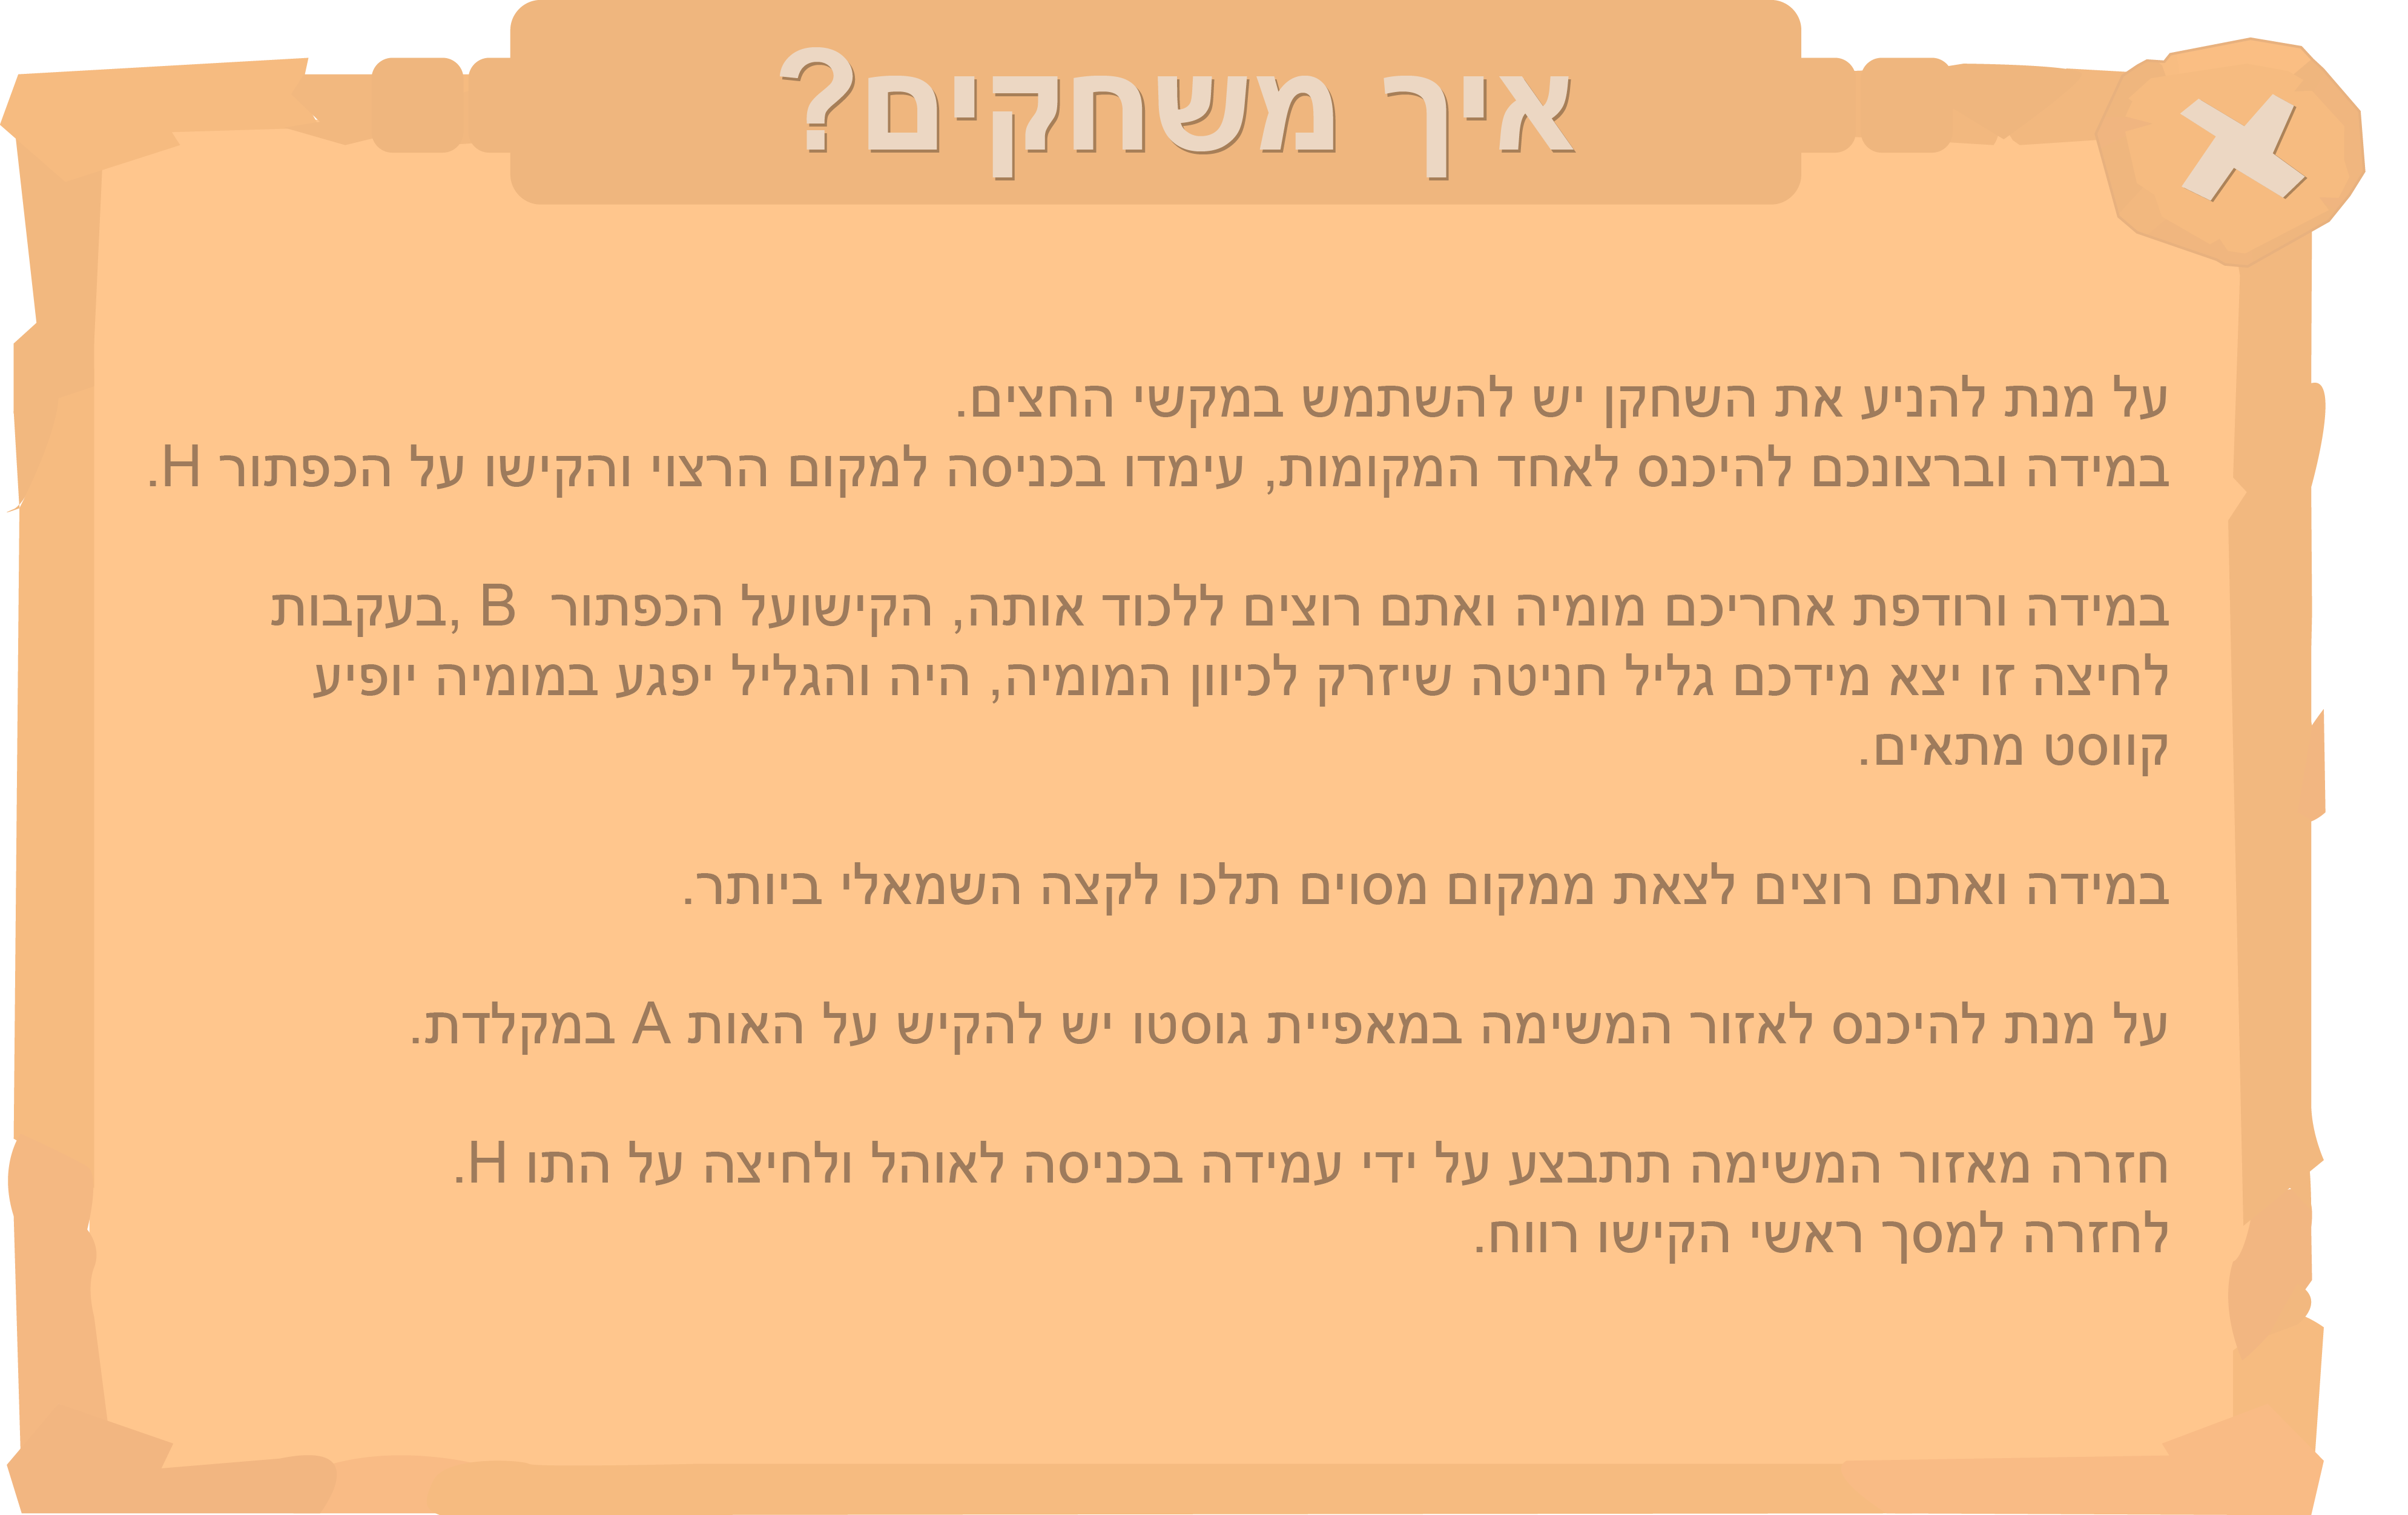 איך משחקים?
על מנת להניע את השחקן יש להשתמש במקשי החצים.
במידה וברצונכם להיכנס לאחד המקומות, עימדו בכניסה למקום הרצוי והקישו על הכפתור H.
במידה ורודפת אחריכם מומיה ואתם רוצים ללכוד אותה, הקישועל הכפתור B ,בעקבות
לחיצה זו יצא מידכם גליל חניטה שיזרק לכיוון המומיה, היה והגליל יפגע במומיה יופיע
קווסט מתאים.
במידה ואתם רוצים לצאת ממקום מסוים תלכו לקצה השמאלי ביותר.
על מנת להיכנס לאזור המשימה במאפיית גוסטו יש להקיש על האות A במקלדת.
חזרה מאזור המשימה תתבצע על ידי עמידה בכניסה לאוהל ולחיצה על התו H.
לחזרה למסך ראשי הקישו רווח.